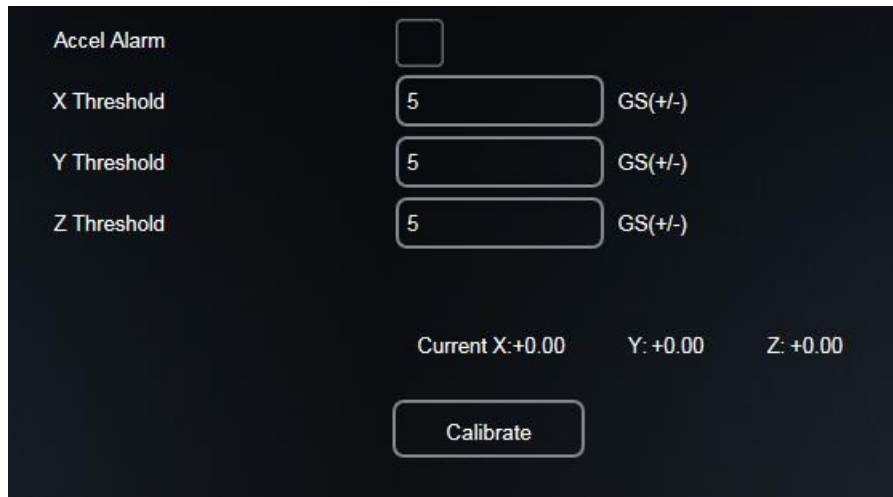 Accel Alarm
X Threshold 5 GS(+/-)
Y Threshold 5 GS(+/-)
Z Threshold 5 GS(+/-)
Current X:+0.00 Y: +0.00 Z: +0.00
Calibrate